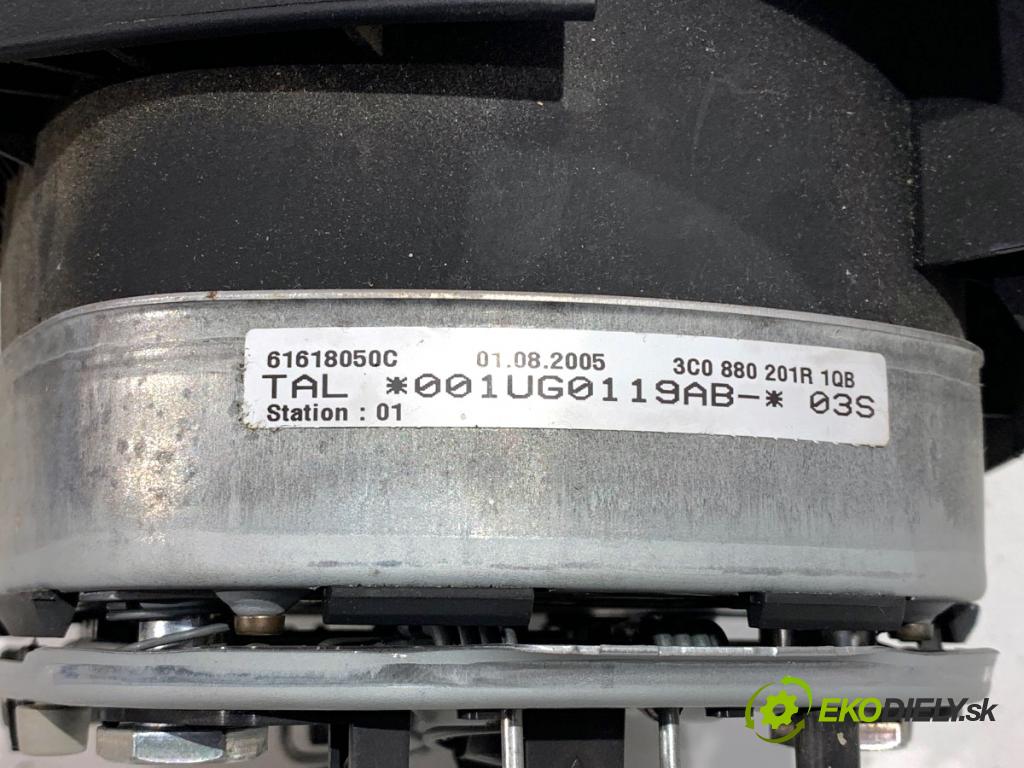 61618050C 01.08.2005 3C0 880 201R 1QB
TAL *001UG0119AB-* 03S
Station : 01
EKODIELY.sk